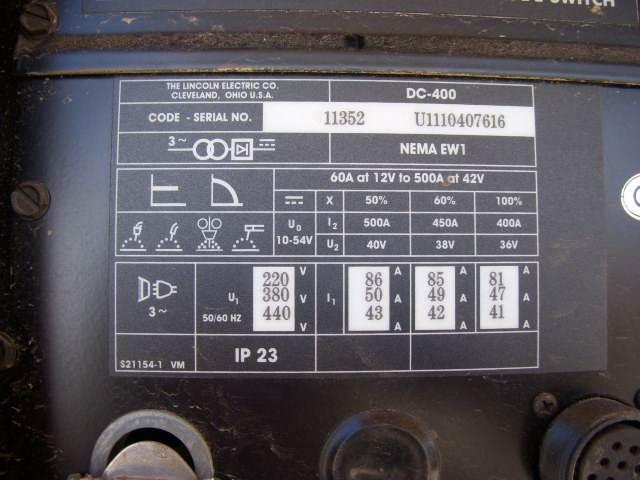 SWITCH
THE LINCOLN ELECTRIC CO.
CLEVELAND, OHIO U.S.A.
DC-400
CODE - SERIAL NO.
11352 U1110407616
3~
NEMA EW1
60A at 12V to 500A at 42V
X 50% 60% 100%
U0 10-54V
I2 500A 450A 400A
U2 40V 38V 36V
3~
U1
50/60 HZ
220 V
380 V
440 V
I1
86 A 85 A 81 A
50 A 49 A 47 A
43 A 42 A 41 A
S21154-1 VM
IP 23